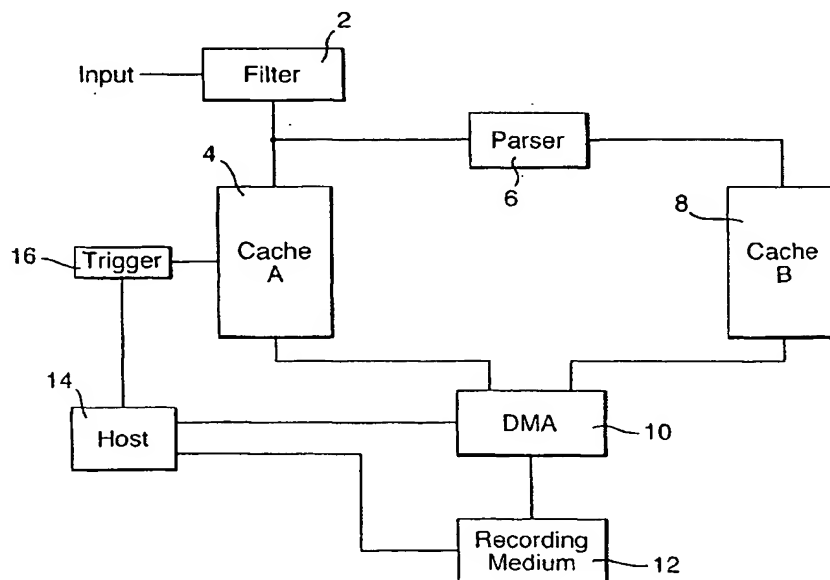 2
Input
Filter
Parser
6
4
8
Cache
A
Cache
B
16
Trigger
14
Host
DMA
10
Recording
Medium
12